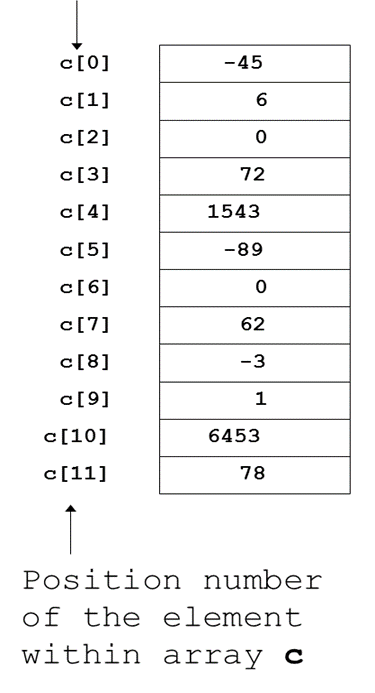 c[0] -45
c[1] 6
c[2] 0
c[3] 72
c[4] 1543
c[5] -89
c[6] 0
c[7] 62
c[8] -3
c[9] 1
c[10] 6453
c[11] 78
Position number
of the element
within array c